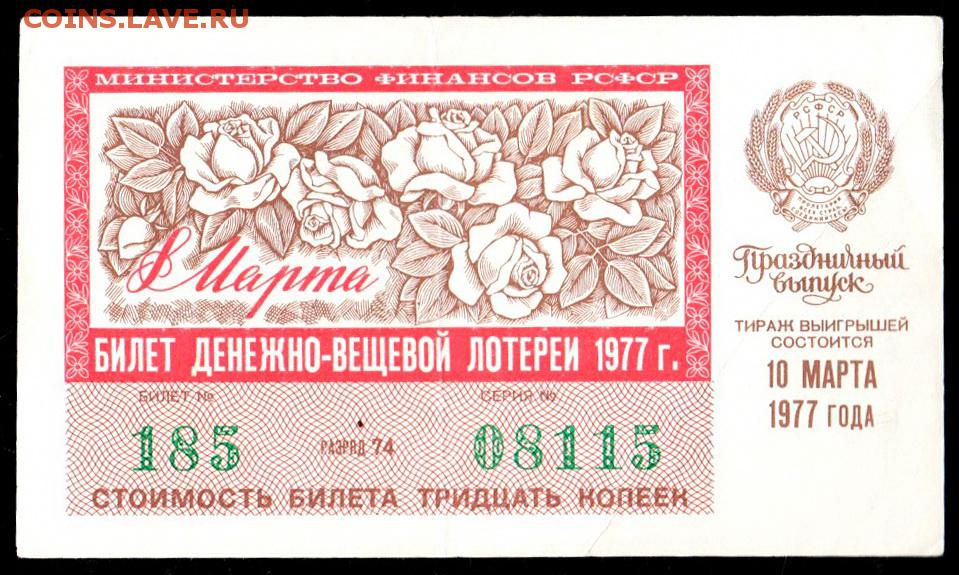 COINS.LAVE.RU
МИНИСТЕРСТВО ФИНАНСОВ РСФСР
8 Марта
БИЛЕТ ДЕНЕЖНО-ВЕЩЕВОЙ ЛОТЕРЕИ 1977 г.
БИЛЕТ № СЕРИЯ №
185 РАЗРЯД 74 08115
СТОИМОСТЬ БИЛЕТА ТРИДЦАТЬ КОПЕЕК
РСФСР
Праздничный
выпуск
ТИРАЖ ВЫИГРЫШЕЙ
СОСТОИТСЯ
10 МАРТА
1977 ГОДА